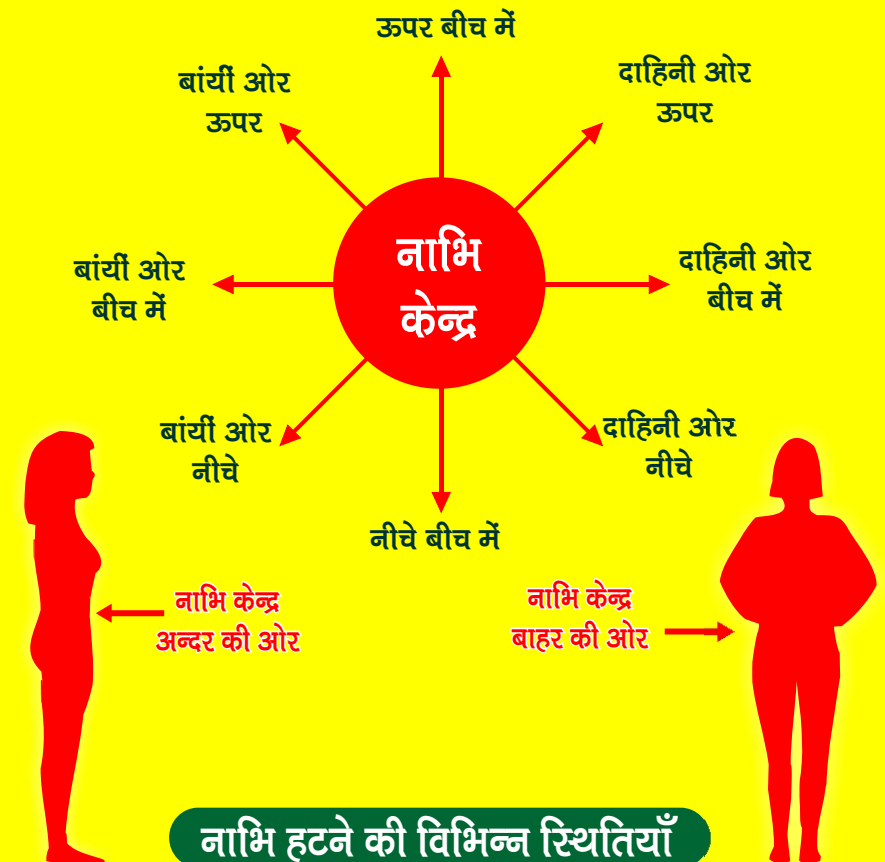 ऊपर बीच में
बांयीं ओर
ऊपर
दाहिनी ओर
ऊपर
नाभि
केन्द्र
बांयीं ओर
बीच में
दाहिनी ओर
बीच में
बांयीं ओर
नीचे
दाहिनी ओर
नीचे
नीचे बीच में
नाभि केन्द्र
अन्दर की ओर
नाभि केन्द्र
बाहर की ओर
नाभि हटने की विभिन्न स्थितियाँ